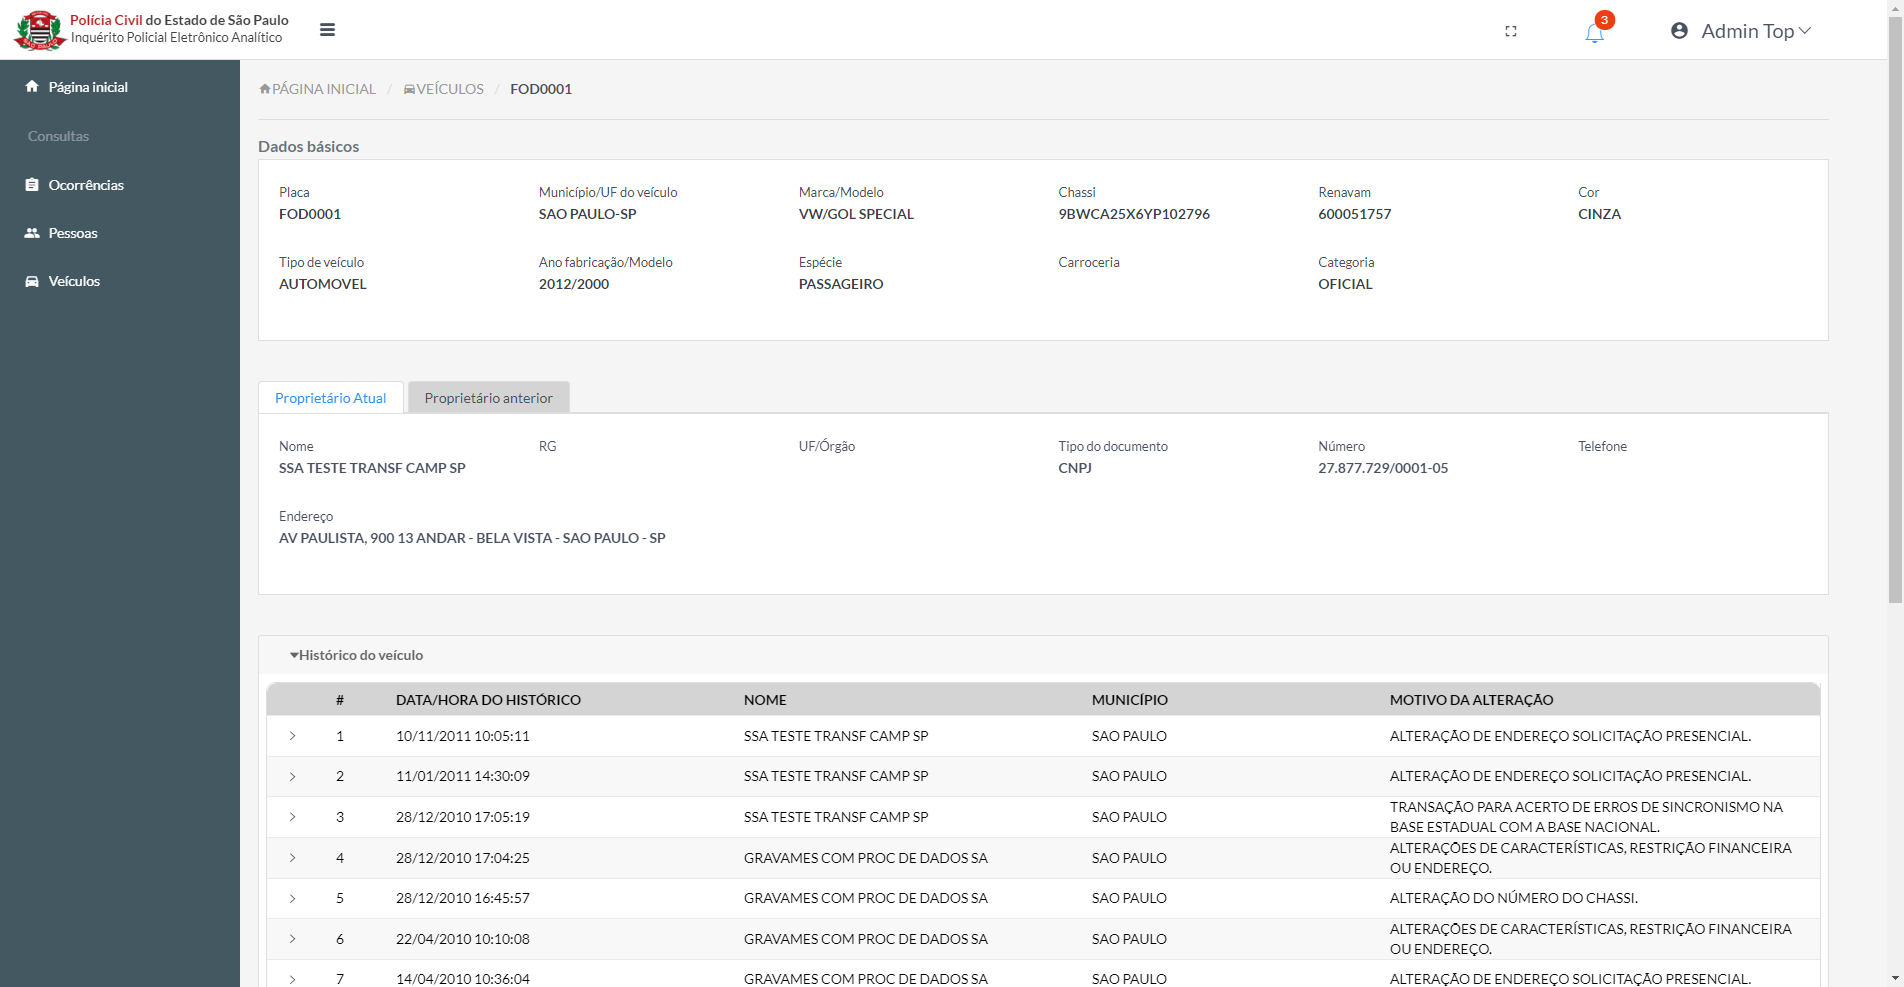 Polícia Civil do Estado de São Paulo
Inquérito Policial Eletrônico Analítico
3
Admin Top
Página inicial
Consultas
Ocorrências
Pessoas
Veículos
PÁGINA INICIAL / VEÍCULOS / FOD0001
Dados básicos
Placa Município/UF do veículo Marca/Modelo Chassi Renavam Cor
FOD0001 SAO PAULO-SP VW/GOL SPECIAL 9BWCA25X6YP102796 600051757 CINZA
Tipo de veículo Ano fabricação/Modelo Espécie Carroceria Categoria
AUTOMOVEL 2012/2000 PASSAGEIRO OFICIAL
Proprietário Atual Proprietário anterior
Nome RG UF/Órgão Tipo do documento Número Telefone
SSA TESTE TRANSF CAMP SP CNPJ 27.877.729/0001-05
Endereço
AV PAULISTA, 900 13 ANDAR - BELA VISTA - SAO PAULO - SP
Histórico do veículo
# DATA/HORA DO HISTÓRICO NOME MUNICÍPIO MOTIVO DA ALTERAÇÃO
1 10/11/2011 10:05:11 SSA TESTE TRANSF CAMP SP SAO PAULO ALTERAÇÃO DE ENDEREÇO SOLICITAÇÃO PRESENCIAL.
2 11/01/2011 14:30:09 SSA TESTE TRANSF CAMP SP SAO PAULO ALTERAÇÃO DE ENDEREÇO SOLICITAÇÃO PRESENCIAL.
3 28/12/2010 17:05:19 SSA TESTE TRANSF CAMP SP SAO PAULO TRANSAÇÃO PARA ACERTO DE ERROS DE SINCRONISMO NA
BASE ESTADUAL COM A BASE NACIONAL.
4 28/12/2010 17:04:25 GRAVAMES COM PROC DE DADOS SA SAO PAULO ALTERAÇÕES DE CARACTERÍSTICAS, RESTRIÇÃO FINANCEIRA
OU ENDEREÇO.
5 28/12/2010 16:45:57 GRAVAMES COM PROC DE DADOS SA SAO PAULO ALTERAÇÃO DO NÚMERO DO CHASSI.
6 22/04/2010 10:10:08 GRAVAMES COM PROC DE DADOS SA SAO PAULO ALTERAÇÕES DE CARACTERÍSTICAS, RESTRIÇÃO FINANCEIRA
OU ENDEREÇO.
7 14/04/2010 10:36:04 GRAVAMES COM PROC DE DADOS SA SAO PAULO ALTERAÇÃO DE ENDEREÇO SOLICITAÇÃO PRESENCIAL.